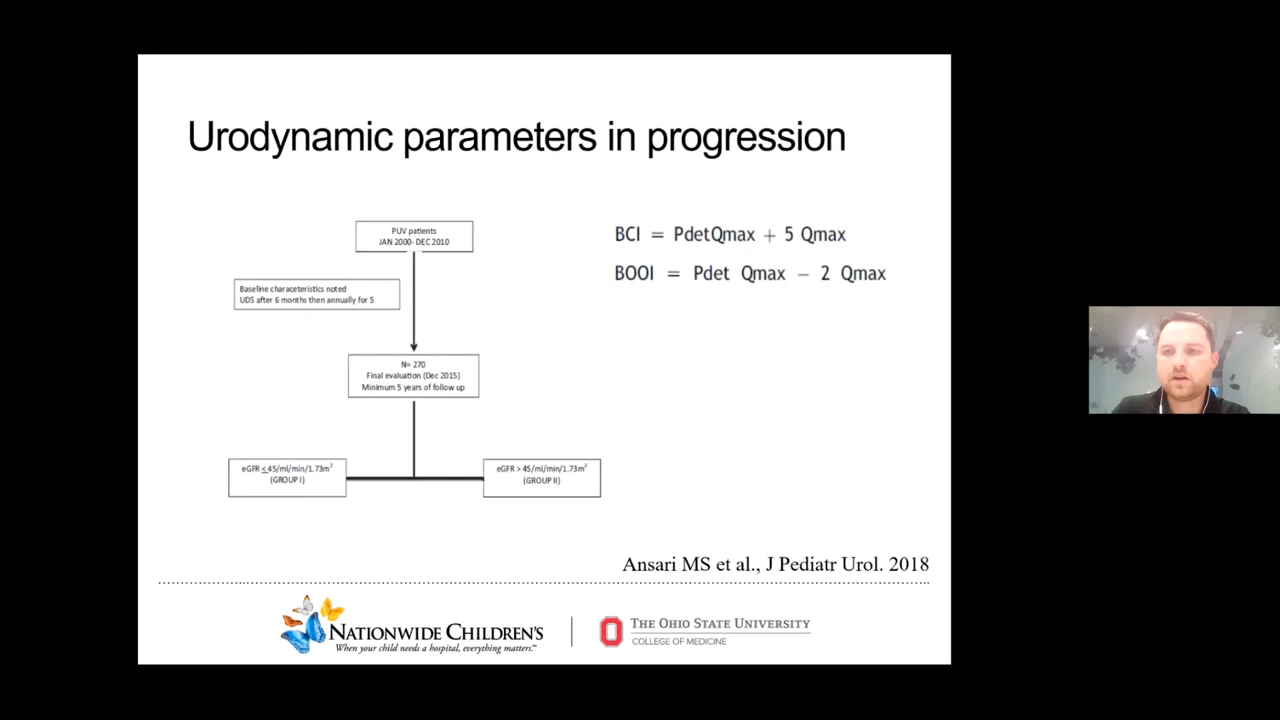 Urodynamic parameters in progression
PUV patients
JAN 2000- DEC 2010
Baseline characeteristics noted
UDS after 6 months then annually for 5
N= 270
Final evaluation (Dec 2015)
Minimum 5 years of follow up
eGFR ≤45/ml/min/1.73m²
(GROUP I)
eGFR > 45/ml/min/1.73m²
(GROUP II)
BCI = PdetQmax + 5 Qmax
BOOI = Pdet Qmax − 2 Qmax
Ansari MS et al., J Pediatr Urol. 2018
NATIONWIDE CHILDREN'S
When your child needs a hospital, everything matters.™
THE OHIO STATE UNIVERSITY
COLLEGE OF MEDICINE